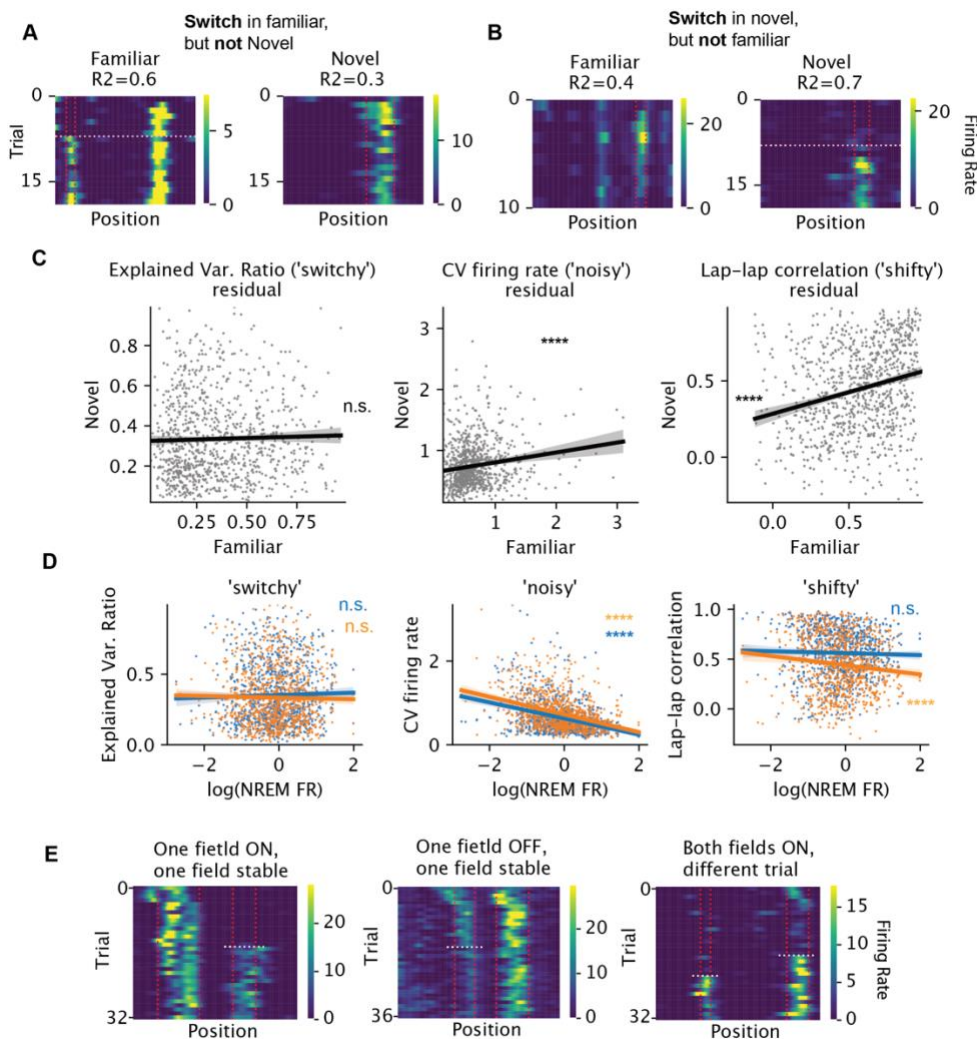 A
Switch in familiar,
but not Novel
Familiar
R2=0.6
Novel
R2=0.3
0
15
Trial
Position
5
0
0
15
Position
10
0
B
Switch in novel,
but not familiar
Familiar
R2=0.4
Novel
R2=0.7
0
10
Position
20
0
0
15
Position
20
0
Firing Rate
C
Explained Var. Ratio ('switchy')
residual
Novel
0.8
0.6
0.4
0.2
n.s.
0.25 0.50 0.75
Familiar
CV firing rate ('noisy')
residual
Novel
3
2
1
****
1 2 3
Familiar
Lap-lap correlation ('shifty')
residual
Novel
0.5
0.0
****
0.0 0.5
Familiar
D
'switchy'
Explained Var. Ratio
0.5
0.0
n.s.
n.s.
−2 0 2
log(NREM FR)
'noisy'
CV firing rate
2
0
****
****
−2 0 2
log(NREM FR)
'shifty'
Lap-lap correlation
1.0
0.5
0.0
n.s.
****
−2 0 2
log(NREM FR)
E
One fietld ON,
one field stable
0
32
Trial
Position
20
10
0
One fietld OFF,
one field stable
0
36
Trial
Position
20
10
0
Both fields ON,
different trial
0
32
Trial
Position
15
10
5
0
Firing Rate